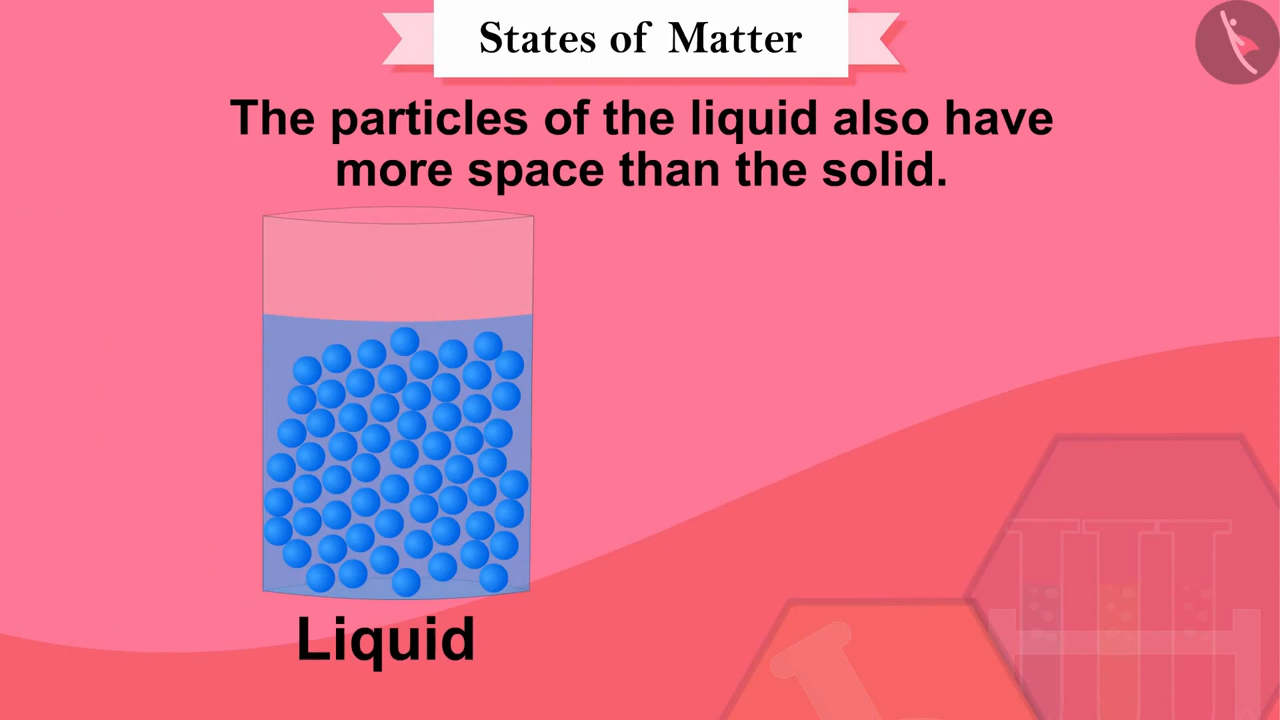 States of Matter
The particles of the liquid also have
more space than the solid.
Liquid